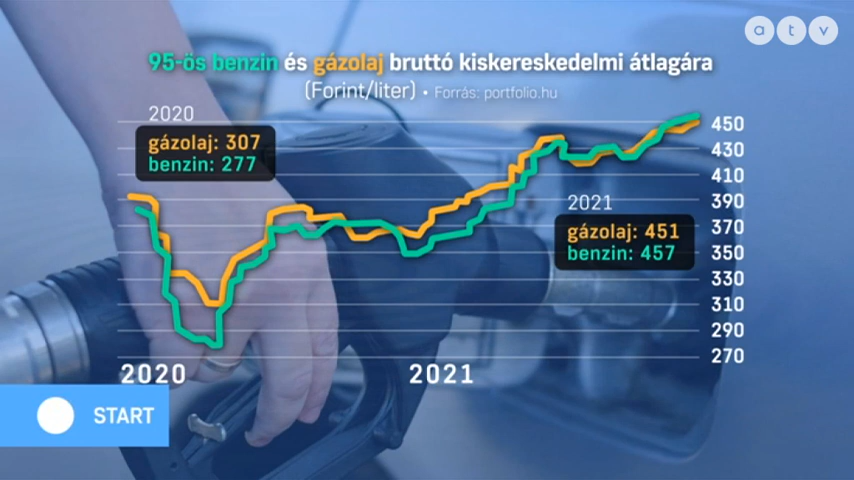 atv
95-ös benzin és gázolaj bruttó kiskereskedelmi átlagára
(Forint/liter) • Forrás: portfolio.hu
2020
gázolaj: 307
benzin: 277
450
430
410
390
2021
gázolaj: 451
benzin: 457
370
350
330
310
290
270
2020
2021
START